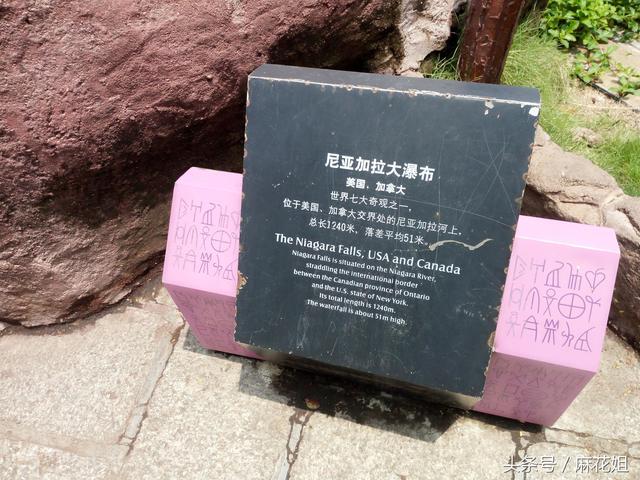 尼亚加拉大瀑布
美国、加拿大
世界七大奇观之一，
位于美国、加拿大交界处的尼亚加拉河上，
总长1240米，落差平均51米。
The Niagara Falls, USA and Canada
Niagara Falls is situated on the Niagara River,
straddling the international border
between the Canadian province of Ontario
and the U.S. state of New York.
Its total length is 1240m.
The waterfall is about 51m high.
头条号 / 麻花姐